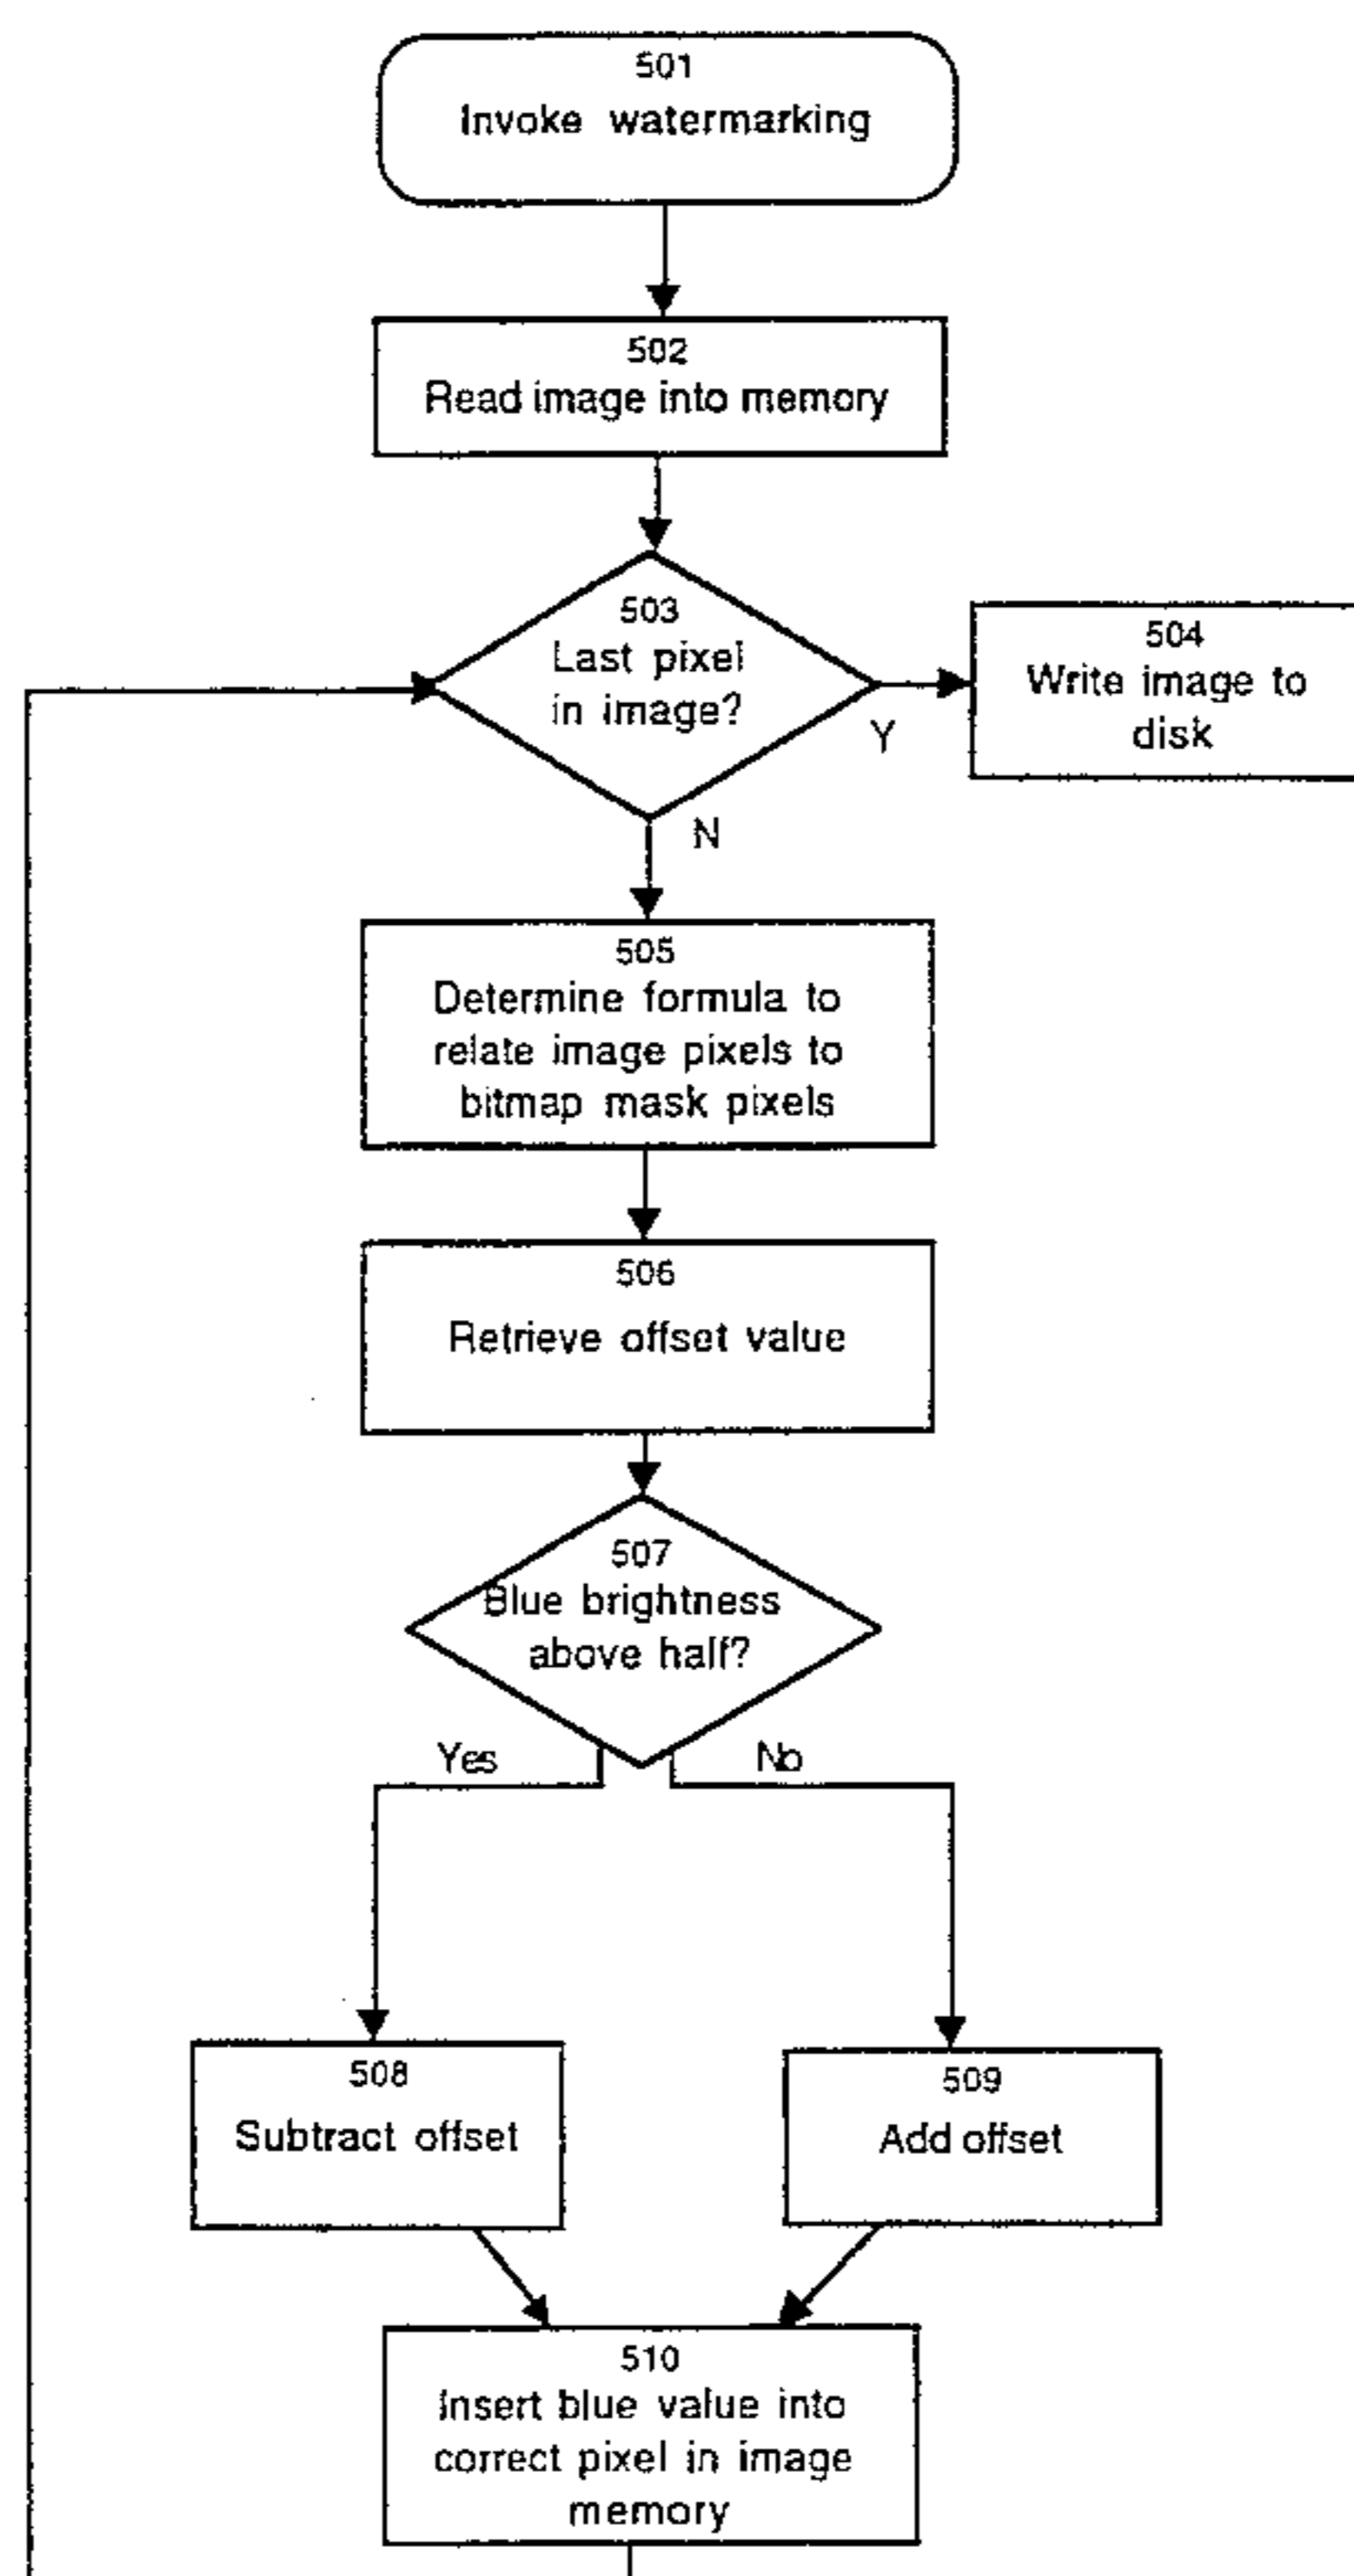 501
Invoke watermarking
502
Read image into memory
503
Last pixel
in image?
Y
504
Write image to
disk
N
505
Determine formula to
relate image pixels to
bitmap mask pixels
506
Retrieve offset value
507
Blue brightness
above half?
Yes
No
508
Subtract offset
509
Add offset
510
Insert blue value into
correct pixel in image
memory